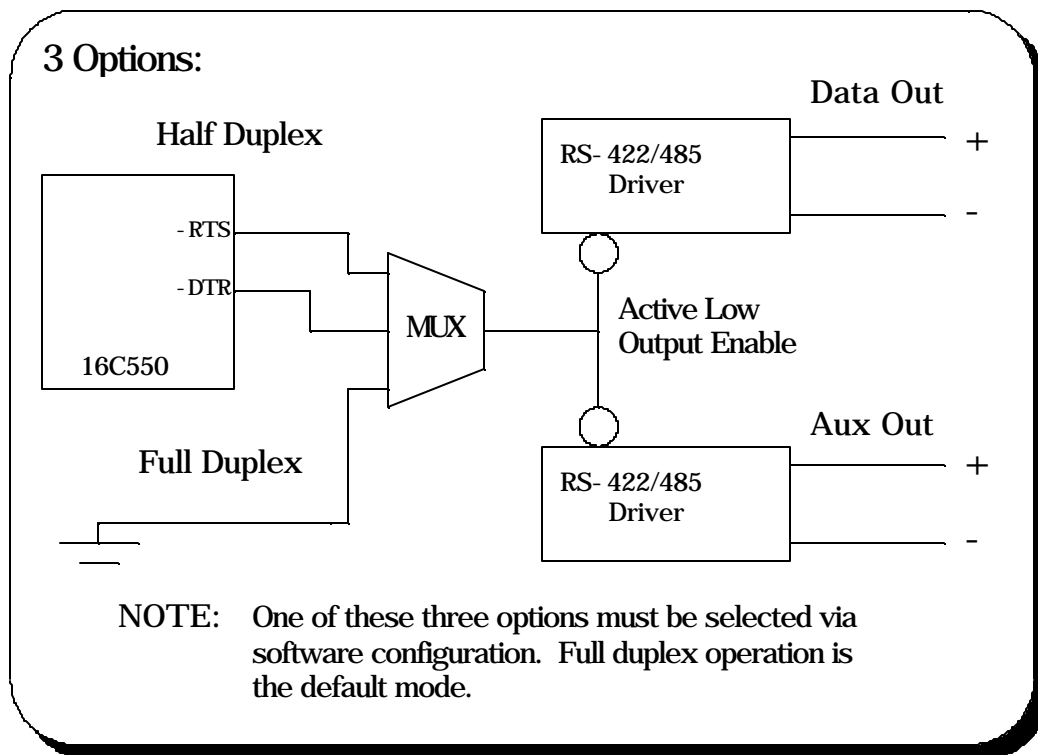 3 Options:
Half Duplex
-RTS
-DTR
16C550
MUX
Full Duplex
RS-422/485
Driver
Data Out
+
-
Active Low
Output Enable
RS-422/485
Driver
Aux Out
+
-
NOTE: One of these three options must be selected via
software configuration. Full duplex operation is
the default mode.